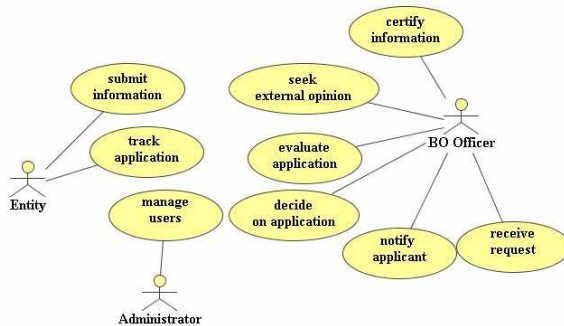 certify
information
seek
external opinion
submit
information
BO Officer
track
application
evaluate
application
Entity
manage
users
decide
on application
notify
applicant
receive
request
Administrator